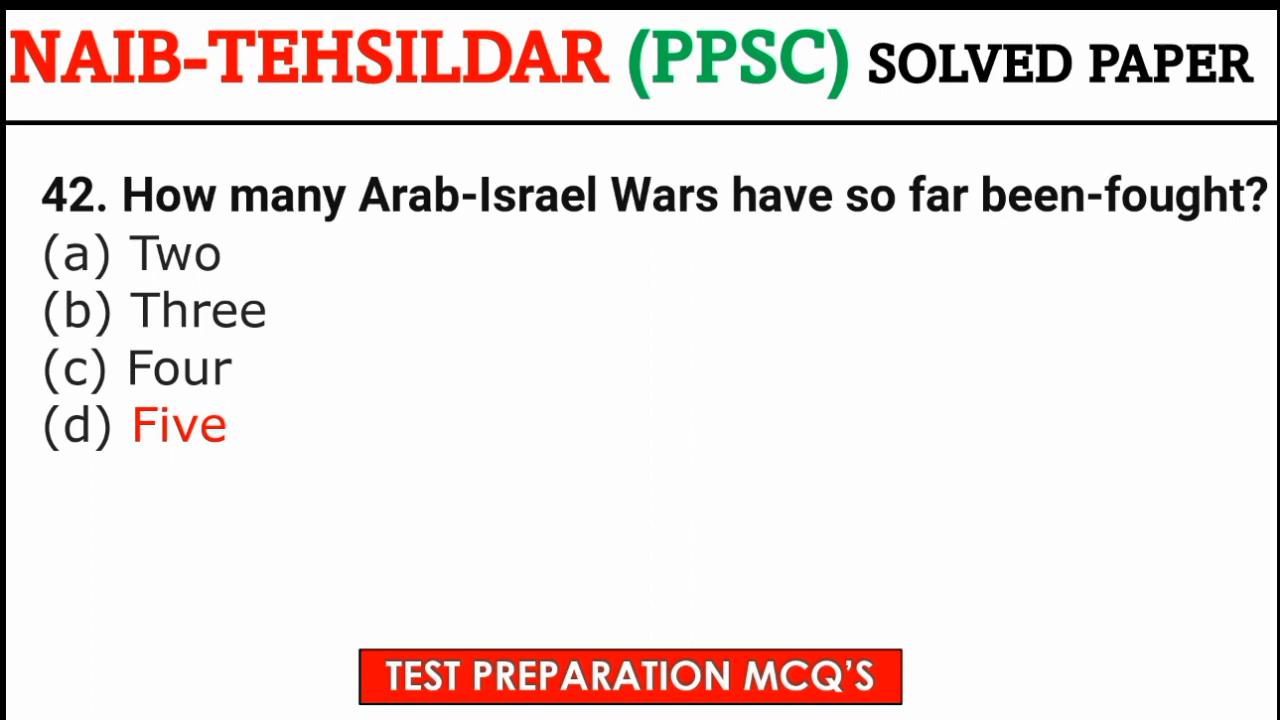 NAIB-TEHSILDAR (PPSC) SOLVED PAPER
42. How many Arab-Israel Wars have so far been-fought?
(a) Two
(b) Three
(c) Four
(d) Five
TEST PREPARATION MCQ'S